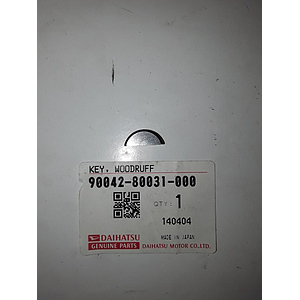 KEY, WOODRUFF
90042-80031-000
QTY: 1
140404
MADE IN JAPAN
DAIHATSU
GENUINE PARTS
DAIHATSU MOTOR CO.,LTD.